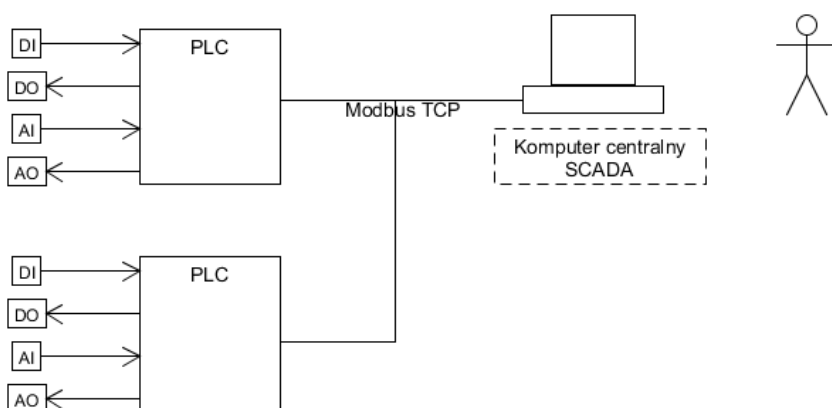 DI
PLC
DO
AI
AO
Modbus TCP
Komputer centralny
SCADA
DI
PLC
DO
AI
AO